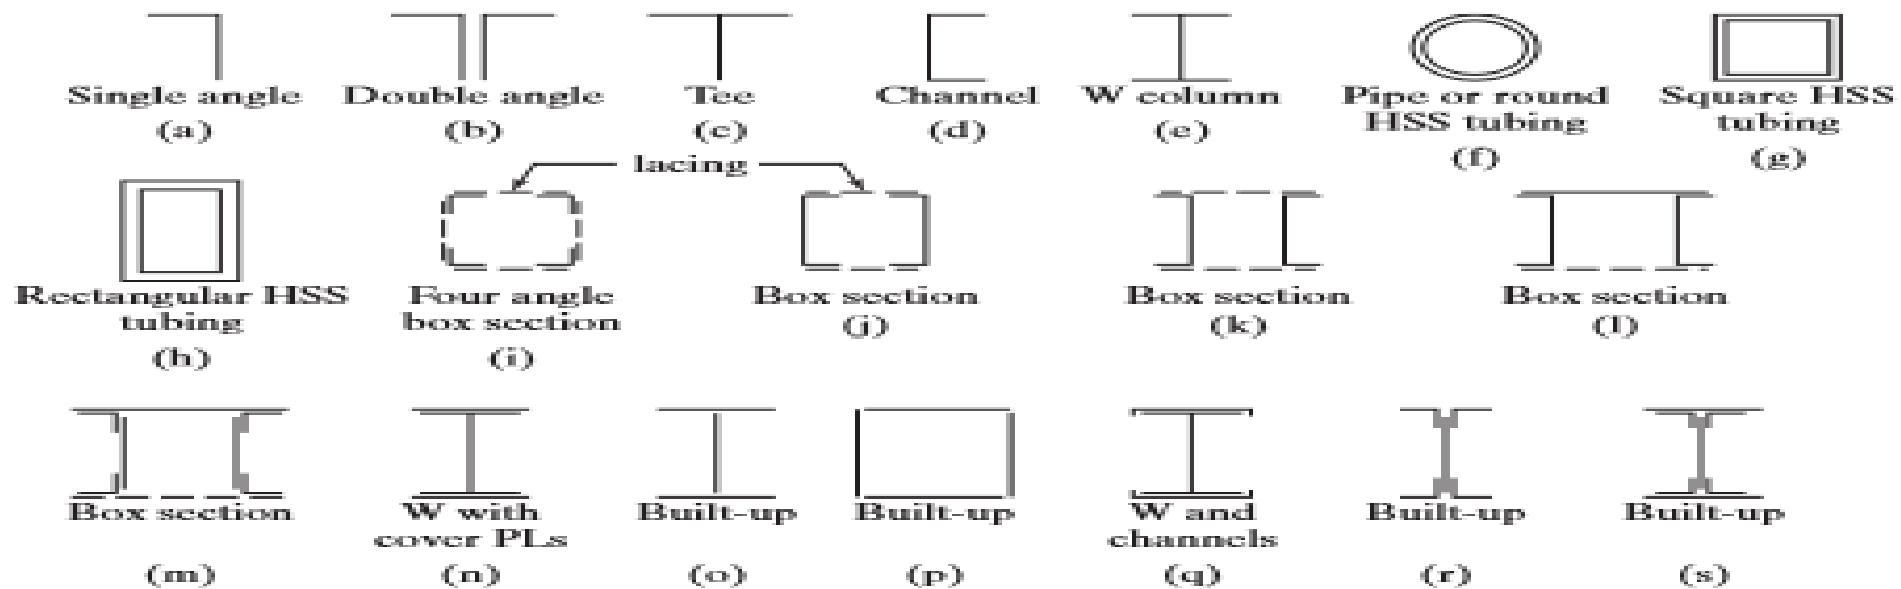 Single angle
(a)
Double angle
(b)
Tee
(c)
Channel
(d)
W column
(e)
Pipe or round
HSS tubing
(f)
Square HSS
tubing
(g)
lacing
Rectangular HSS
tubing
(h)
Four angle
box section
(i)
Box section
(j)
Box section
(k)
Box section
(l)
Box section
(m)
W with
cover PLs
(n)
Built-up
(o)
Built-up
(p)
W and
channels
(q)
Built-up
(r)
Built-up
(s)